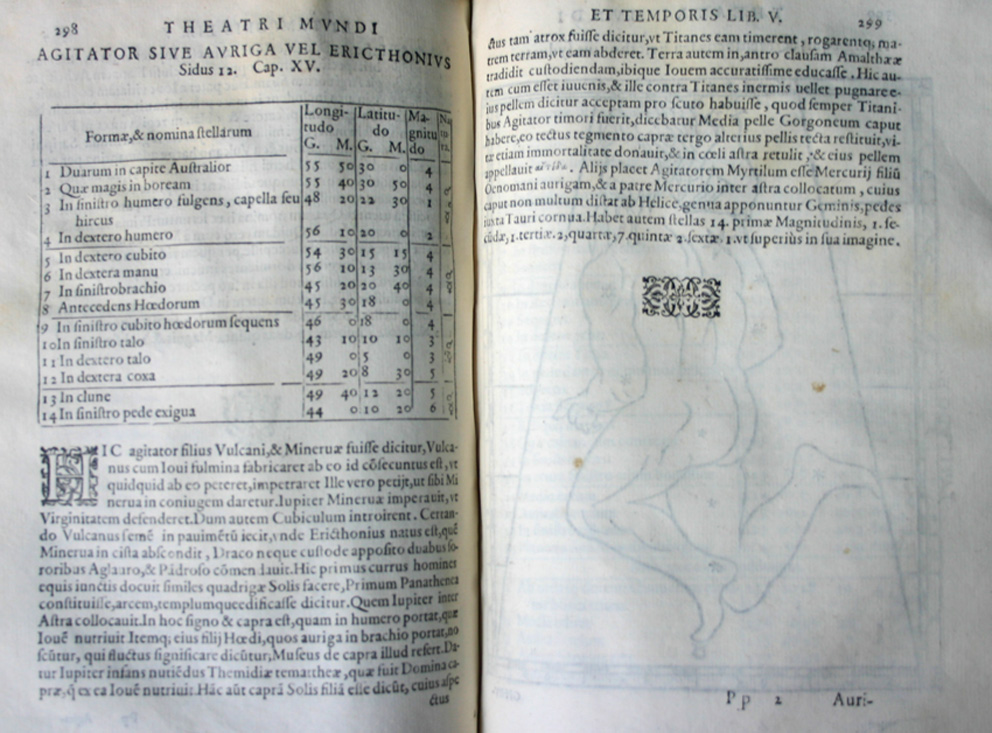 298
THEATRI MVNDI
AGITATOR SIVE AVRIGA VEL ERICTHONIVS
Sidus 12. Cap. XV.
Formæ,& nomina stellarum Longi-tudo G. M. Latitu-do G. M. Ma-gnitu do
1 Duarum in capite Australior 55 50 30 0 4
2 Quæ magis in boream 55 40 30 50 4
3 In sinistro humero fulgens, capella seu 48 20 22 30 1
hircus
4 In dextero humero 56 10 20 0 2
5 In dextero cubito 54 30 15 15 4
6 In dextera manu 56 10 13 30 4
7 In sinistrobrachio 45 20 20 40 4
8 Antecedens Hœdorum 45 30 18 0 4
9 In sinistro cubito hœdorum sequens 46 0 18 0 4
10 In sinistro talo 43 10 10 10 3
11 In dextero talo 49 0 5 0 3
12 In dextera coxa 49 20 8 30 5
13 In clune 49 40 12 20 5
14 In sinistro pede exigua 44 0 10 20 6
HIC agitator filius Vulcani,& Mineruæ fuisse dicitur,Vulca-
nus cum Ioui fulmina fabricaret ab eo id cōsecuntus est,vt
quidquid ab eo peteret,impetraret Ille vero petijt,ut sibi Mi
nerua in coniugem daretur.Iupiter Mineruæ imperauit,vt
Virginitatem defenderet.Dum autem Cubiculum introirent. Certan-
do Vulcanus semē in pauimētū iecit,vnde Ericthonius natus est,quē
Minerua in cista abscondit, Draco neque custode apposito duabus so-
roribus Aglauro,& Pādroso cōmen dauit.Hic primus currus hominer
equis iunctis docuit similes quadrigæ Solis facere,Primum Panathenea
constituisse,arcem,templumque edificasse dicitur.Quem Iupiter inter
Astra collocauit.In hoc signo & capra est,quam in humero portat,quæ
Iouē nutriuit Itemq; eius filij Hœdi,quos auriga in brachio portat,no
scūtur, qui fluctus significare dicūtur,Museus de capra illud refert.Da-
tur Iupiter infans nutiēdus Themidiæ temarthex,quæ fuit Domina ca-
præ,q̄ ex ea Iouē nutriuit: Hāc aūt caprā Solis filiā esse dicūt, cuius aspe
ctus
ET TEMPORIS LIB. V.
299
ctus tam atrox fuisse dicitur,vt Titanes eam timerent, rogarentq; ma-
trem terram,vt eam abderet. Terra autem in,antro clausam Amalthææ
tradidit custodiendam,ibique Iouem accuratissime educasse. Hic au-
tem cum esset iuuenis,& ille contra Titanes inermis uellet pugnare e-
ius pellem dicitur acceptam pro scuto habuisse, quod semper Titani-
bus Agitator timori fuerit,dicebatur Media pelle Gorgoneum caput
habere,eo tectus tegmento capræ tergo alterius pellis tecta restituit,vi-
tæ etiam immortalitate donauit,& in cœli astra retulit ,& eius pellem
appellauit . Alijs placet Agitatorem Myrtilum esse Mercurij filiū
Oenomani aurigam,& a patre Mercurio inter astra collocatum, cuius
caput non multum distat ab Helice,genua apponuntur Geminis,pedes
iuxta Tauri cornua.Habet autem stellas 14. primæ Magnitudinis, 1. se-
cūdæ,1.tertiæ.2,quartæ,7.quintæ 2.sextæ. 1.vt superiùs in sua imagine.
Pp 2 Auri-